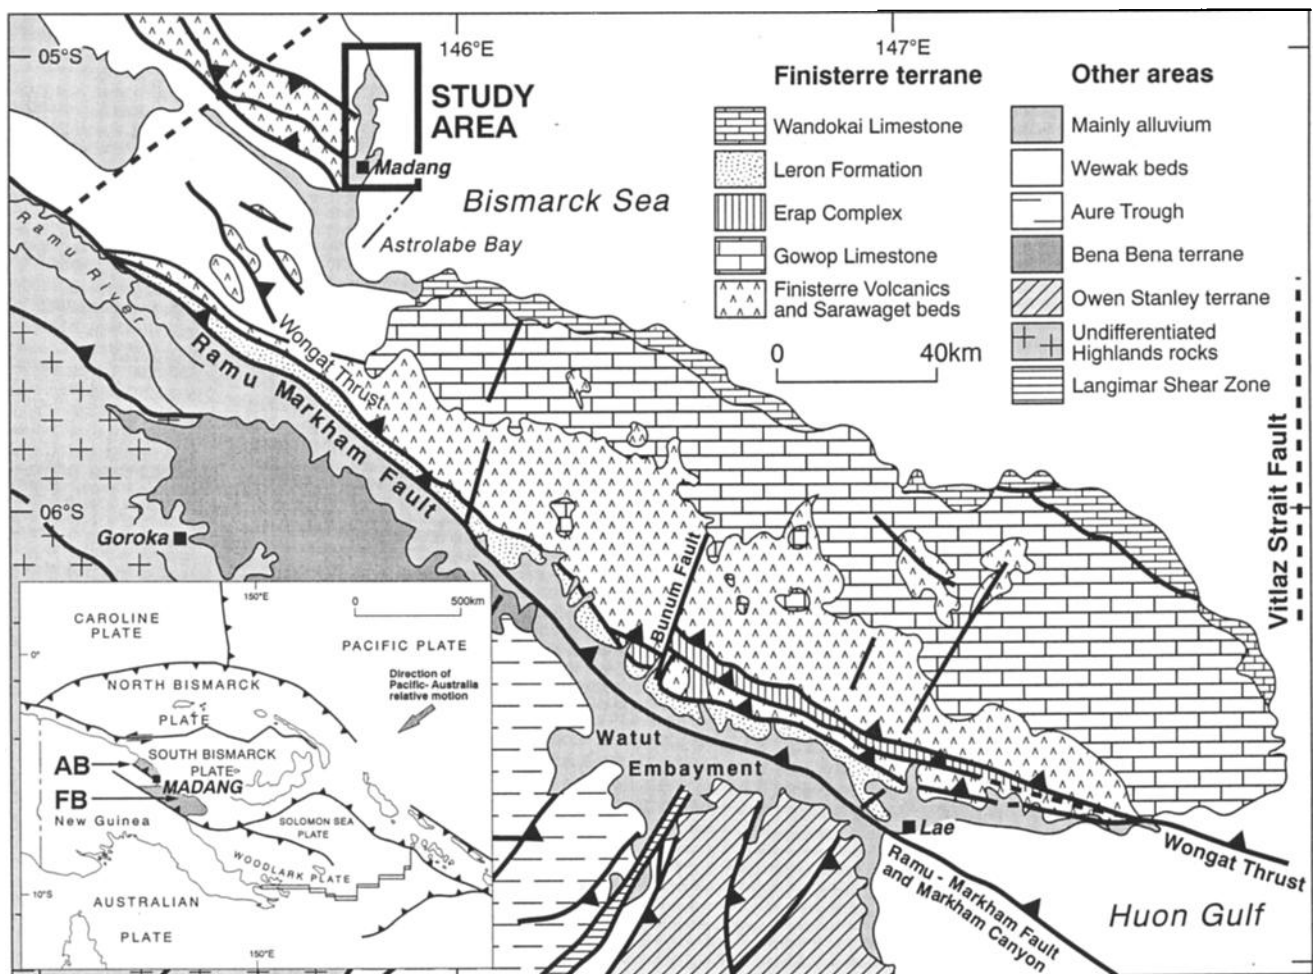 05°S
146°E
147°E
STUDY
AREA
Madang
Bismarck Sea
Astrolabe Bay
Finisterre terrane
Wandokai Limestone
Leron Formation
Erap Complex
Gowop Limestone
Finisterre Volcanics
and Sarawaget beds
0 40km
Other areas
Mainly alluvium
Wewak beds
Aure Trough
Bena Bena terrane
Owen Stanley terrane
Undifferentiated
Highlands rocks
Langimar Shear Zone
Vitlaz Strait Fault
Ramu River
Wongat Thrust
Ramu Markham Fault
06°S
Goroka
Bunum Fault
Watut
Embayment
Lae
Wongat Thrust
Ramu - Markham Fault
and Markham Canyon
Huon Gulf
150°E
0 500km
CAROLINE
PLATE
PACIFIC PLATE
0°
NORTH BISMARCK
PLATE
Direction of
Pacific-Australia
relative motion
SOUTH BISMARCK
PLATE
AB
MADANG
FB
New Guinea
SOLOMON SEA
PLATE
WOODLARK PLATE
10°S
AUSTRALIAN
PLATE
150°E